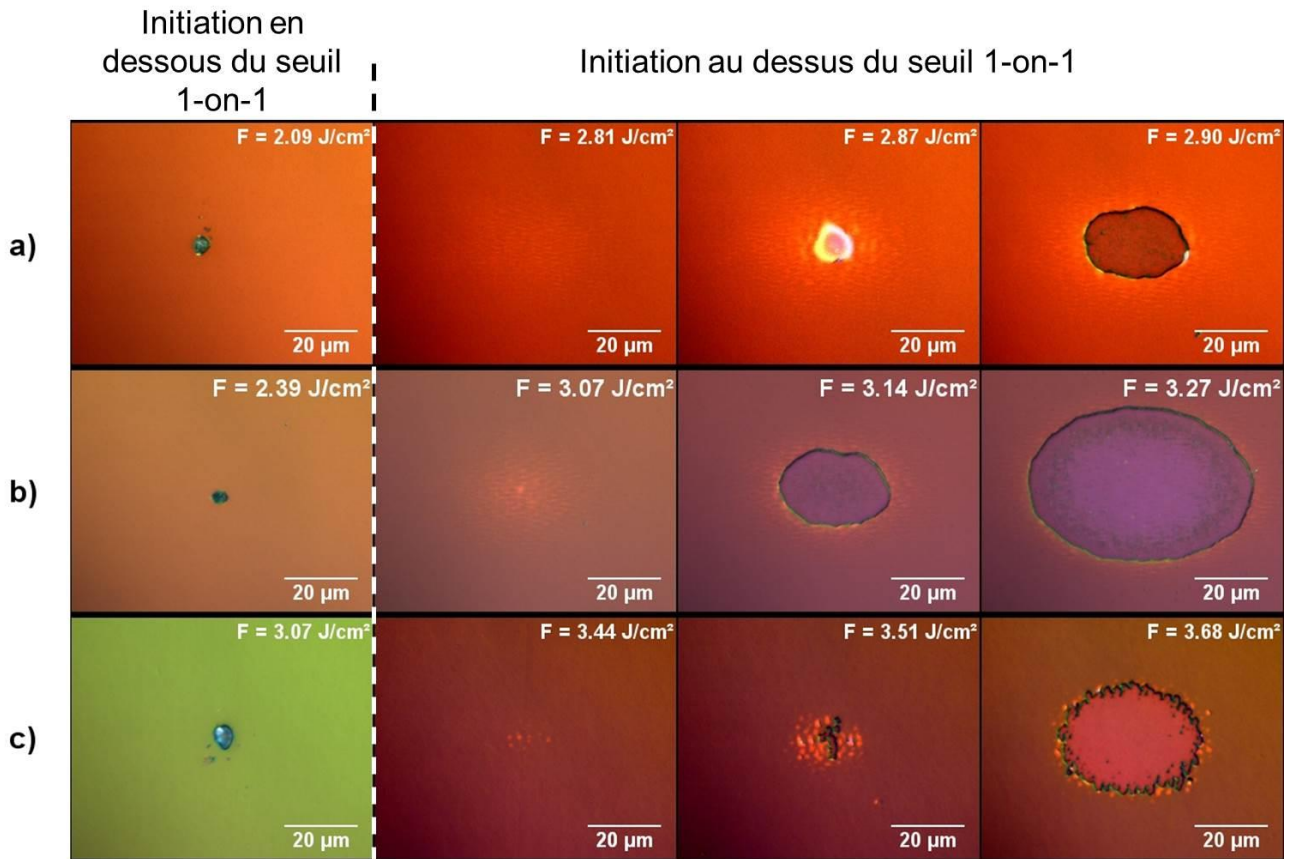 Initiation en
dessous du seuil
1-on-1
Initiation au dessus du seuil 1-on-1
a)
F = 2.09 J/cm²
F = 2.81 J/cm²
F = 2.87 J/cm²
F = 2.90 J/cm²
20 µm
20 µm
20 µm
20 µm
b)
F = 2.39 J/cm²
F = 3.07 J/cm²
F = 3.14 J/cm²
F = 3.27 J/cm²
20 µm
20 µm
20 µm
20 µm
c)
F = 3.07 J/cm²
F = 3.44 J/cm²
F = 3.51 J/cm²
F = 3.68 J/cm²
20 µm
20 µm
20 µm
20 µm